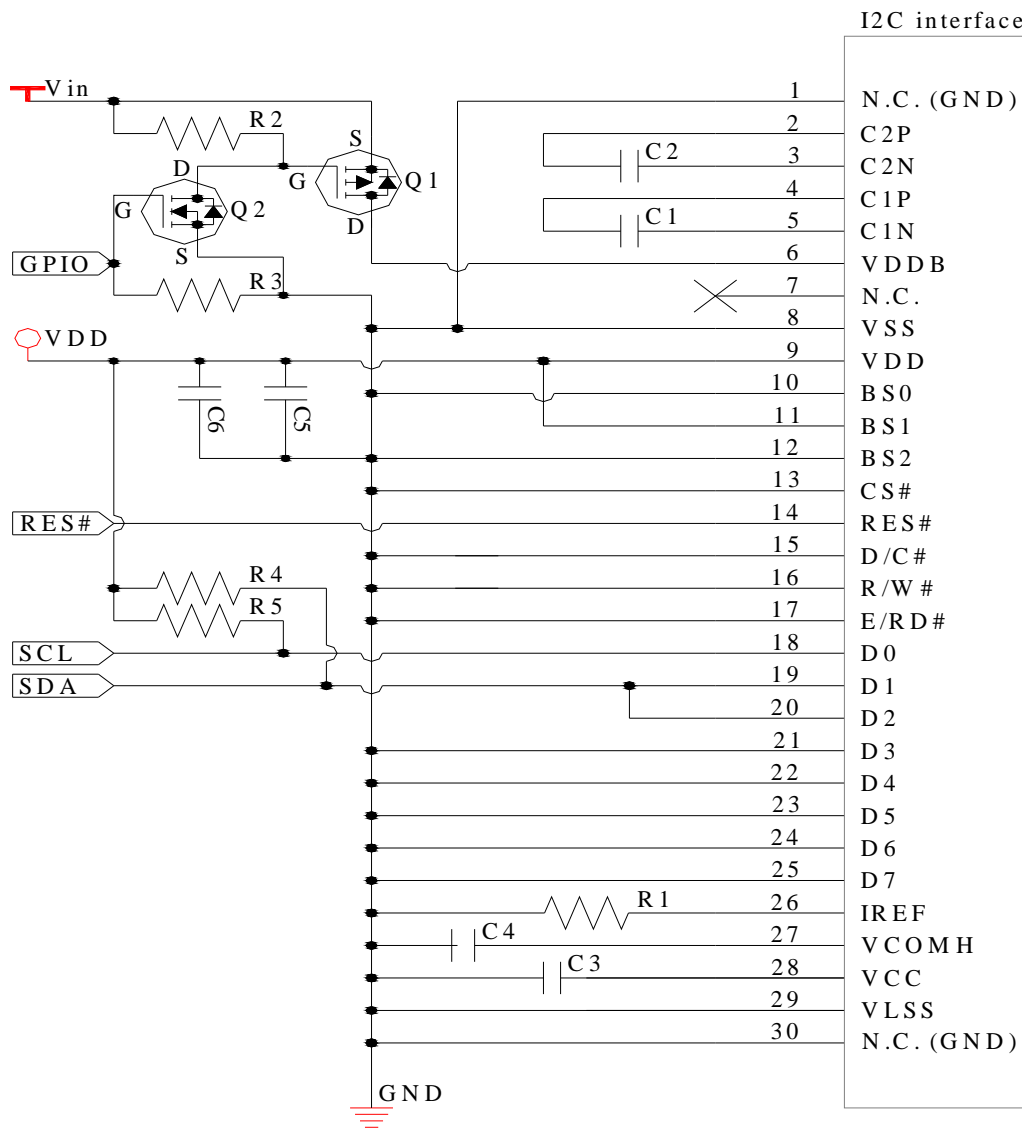 I2C interface
Vin
R2
S
D
G
Q1
G
Q2
D
S
GPIO
R3
VDD
C6
C5
RES#
R4
R5
SCL
SDA
C2
C1
R1
C4
C3
GND
1 N.C. (GND)
2 C2P
3 C2N
4 C1P
5 C1N
6 VDDB
7 N.C.
8 VSS
9 VDD
10 BS0
11 BS1
12 BS2
13 CS#
14 RES#
15 D/C#
16 R/W#
17 E/RD#
18 D0
19 D1
20 D2
21 D3
22 D4
23 D5
24 D6
25 D7
26 IREF
27 VCOMH
28 VCC
29 VLSS
30 N.C. (GND)